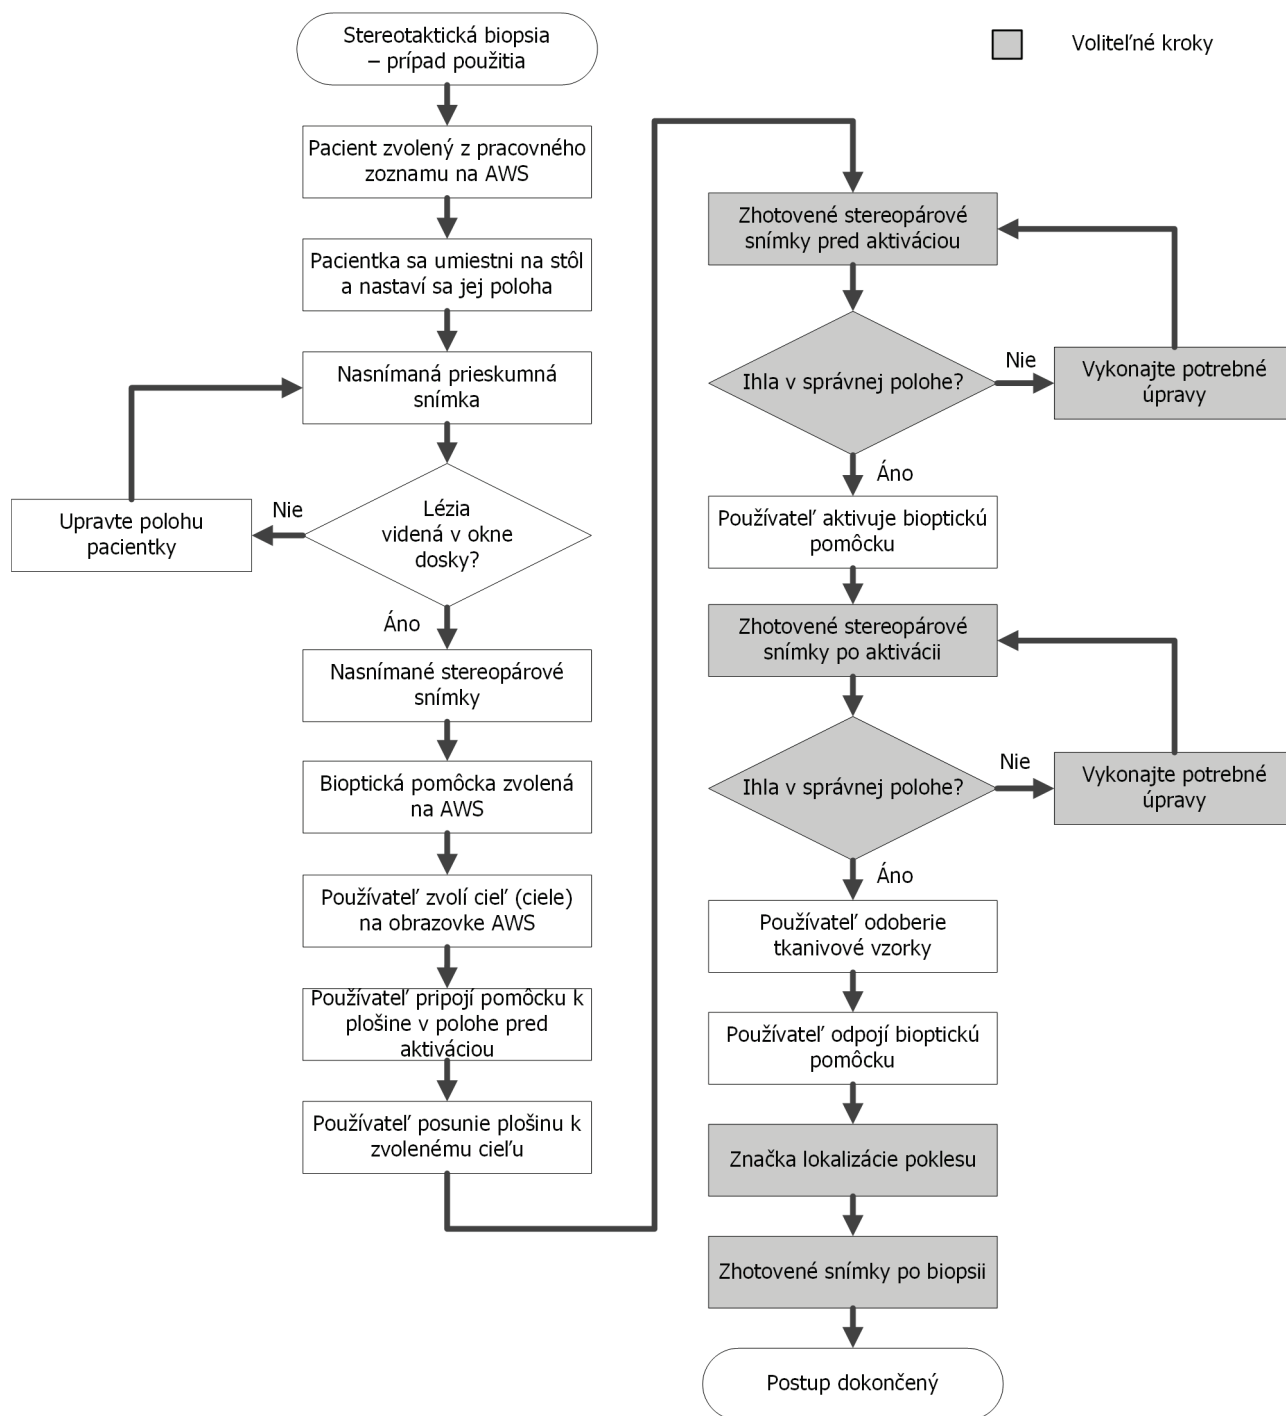 Stereotaktická biopsia
– prípad použitia
Pacient zvolený z pracovného
zoznamu na AWS
Pacientka sa umiestni na stôl
a nastaví sa jej poloha
Nasnímaná prieskumná
snímka
Lézia
videná v okne
dosky?
Nie
Upravte polohu
pacientky
Áno
Nasnímané stereopárové
snímky
Bioptická pomôcka zvolená
na AWS
Používateľ zvolí cieľ (ciele)
na obrazovke AWS
Používateľ pripojí pomôcku k
plošine v polohe pred
aktiváciou
Používateľ posunie plošinu k
zvolenému cieľu
Voliteľné kroky
Zhotovené stereopárové
snímky pred aktiváciou
Ihla v správnej polohe?
Nie
Vykonajte potrebné
úpravy
Áno
Používateľ aktivuje bioptickú
pomôcku
Zhotovené stereopárové
snímky po aktivácii
Ihla v správnej polohe?
Nie
Vykonajte potrebné
úpravy
Áno
Používateľ odoberie
tkanivové vzorky
Používateľ odpojí bioptickú
pomôcku
Značka lokalizácie poklesu
Zhotovené snímky po biopsii
Postup dokončený